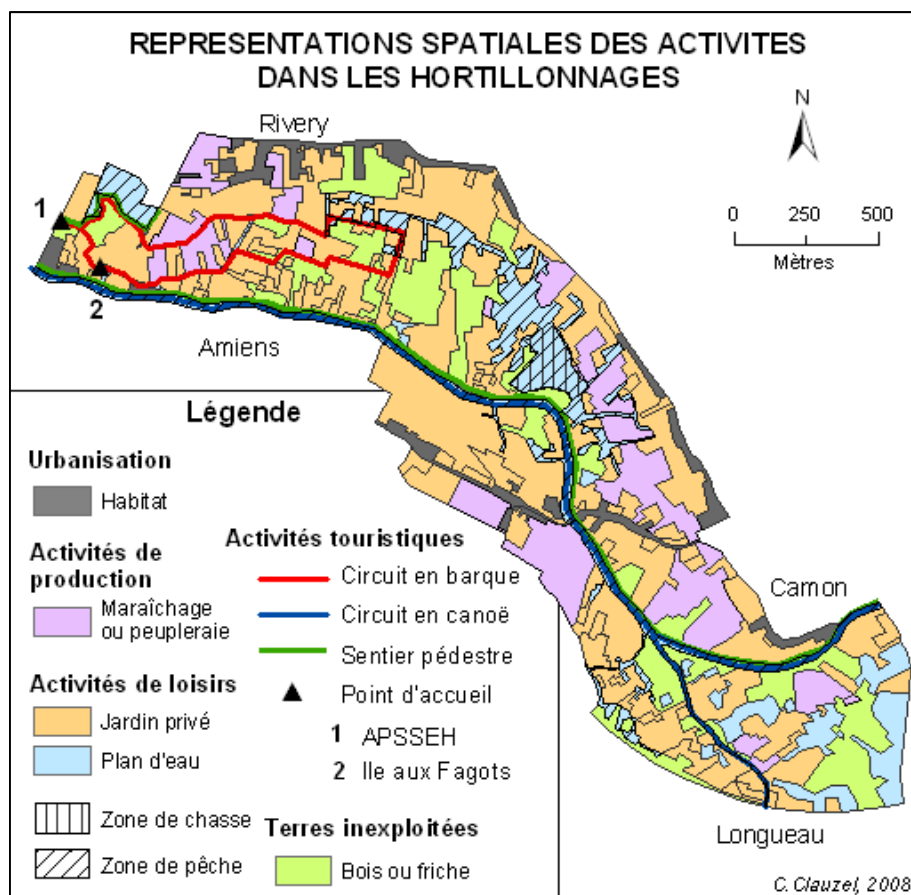 REPRESENTATIONS SPATIALES DES ACTIVITES
DANS LES HORTILLONNAGES
N
Rivery
1
0 250 500
Mètres
2
Amiens
Camon
Longueau
Légende
Urbanisation
Habitat
Activités de
production
Maraîchage
ou peupleraie
Activités de loisirs
Jardin privé
Plan d'eau
Zone de chasse
Zone de pêche
Activités touristiques
Circuit en barque
Circuit en canoë
Sentier pédestre
Point d'accueil
1 APSSEH
2 Ile aux Fagots
Terres inexploitées
Bois ou friche
C. Clauzel, 2008